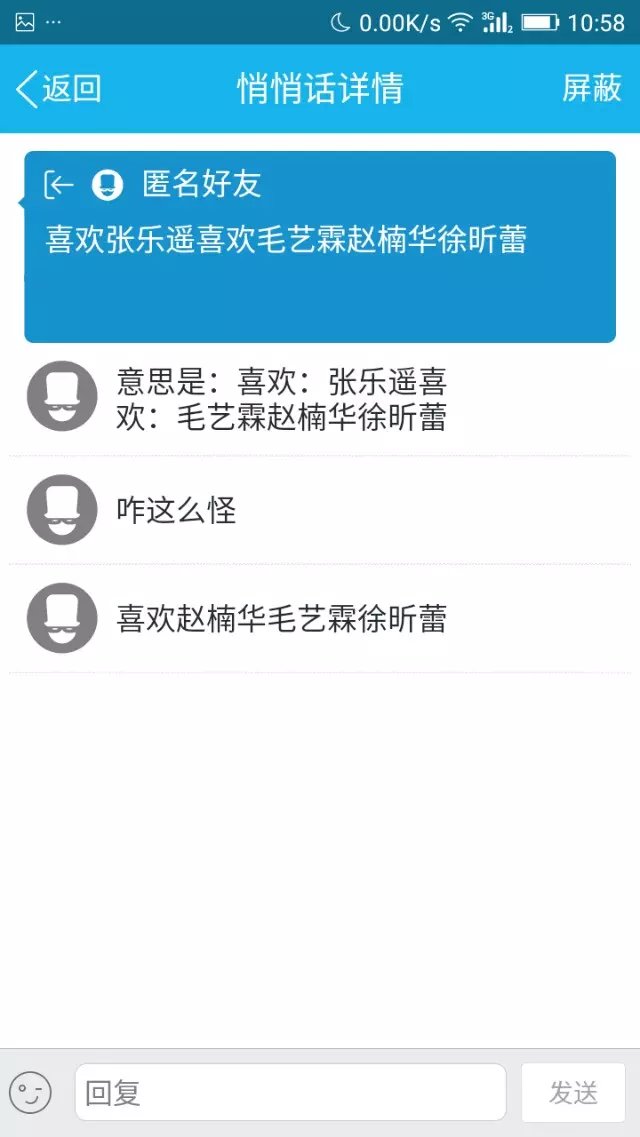 ··· 0.00K/s 3G 2 10:58
返回 悄悄话详情 屏蔽
匿名好友
喜欢张乐遥喜欢毛艺霖赵楠华徐昕蕾
意思是：喜欢：张乐遥喜
欢：毛艺霖赵楠华徐昕蕾
咋这么怪
喜欢赵楠华毛艺霖徐昕蕾
回复 发送